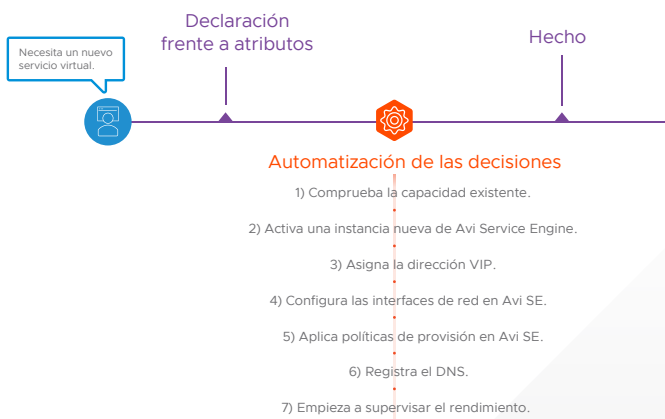 Declaración
frente a atributos
Hecho
Necesita un nuevo
servicio virtual.
Automatización de las decisiones
1) Comprueba la capacidad existente.
2) Activa una instancia nueva de Avi Service Engine.
3) Asigna la dirección VIP.
4) Configura las interfaces de red en Avi SE.
5) Aplica políticas de provisión en Avi SE.
6) Registra el DNS.
7) Empieza a supervisar el rendimiento.